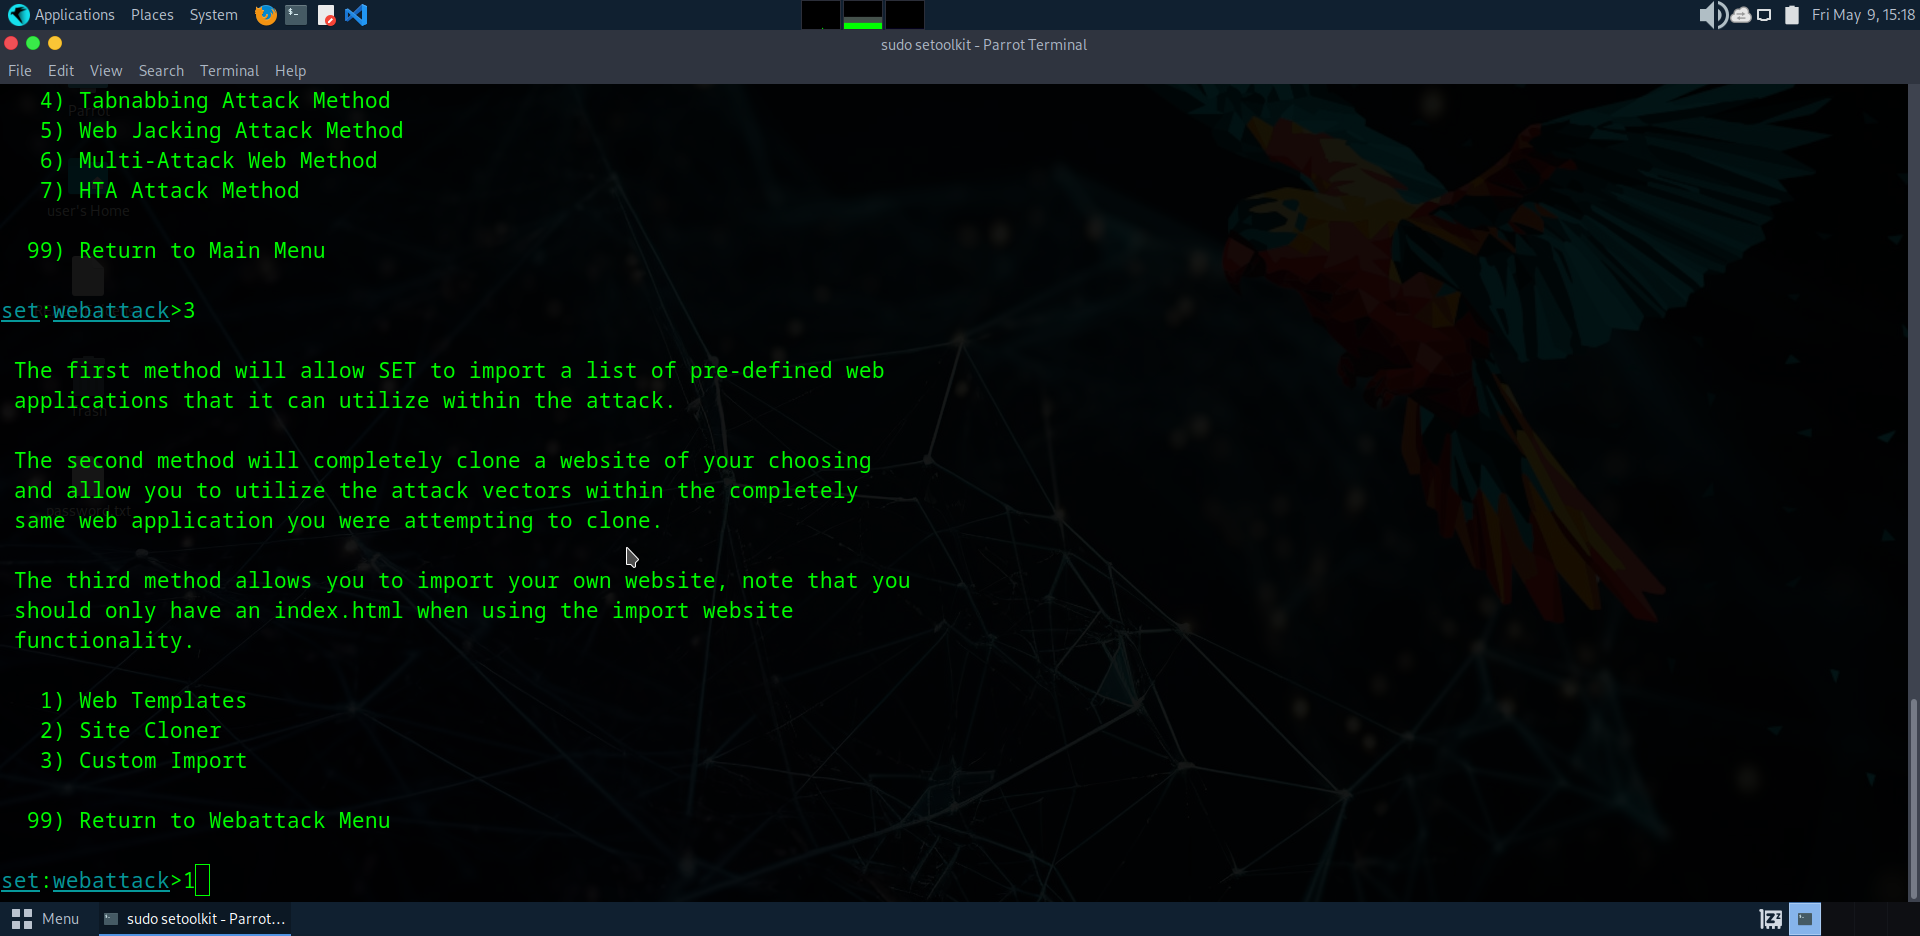 Applications Places System
Fri May 9, 15:18
sudo setoolkit - Parrot Terminal
File Edit View Search Terminal Help
4) Tabnabbing Attack Method
5) Web Jacking Attack Method
6) Multi-Attack Web Method
7) HTA Attack Method
user's Home
99) Return to Main Menu
set:webattack>3
The first method will allow SET to import a list of pre-defined web
applications that it can utilize within the attack.
Trash
The second method will completely clone a website of your choosing
and allow you to utilize the attack vectors within the completely
password.txt
same web application you were attempting to clone.
The third method allows you to import your own website, note that you
should only have an index.html when using the import website
functionality.
1) Web Templates
2) Site Cloner
3) Custom Import
99) Return to Webattack Menu
set:webattack>1
Menu sudo setoolkit - Parrot...